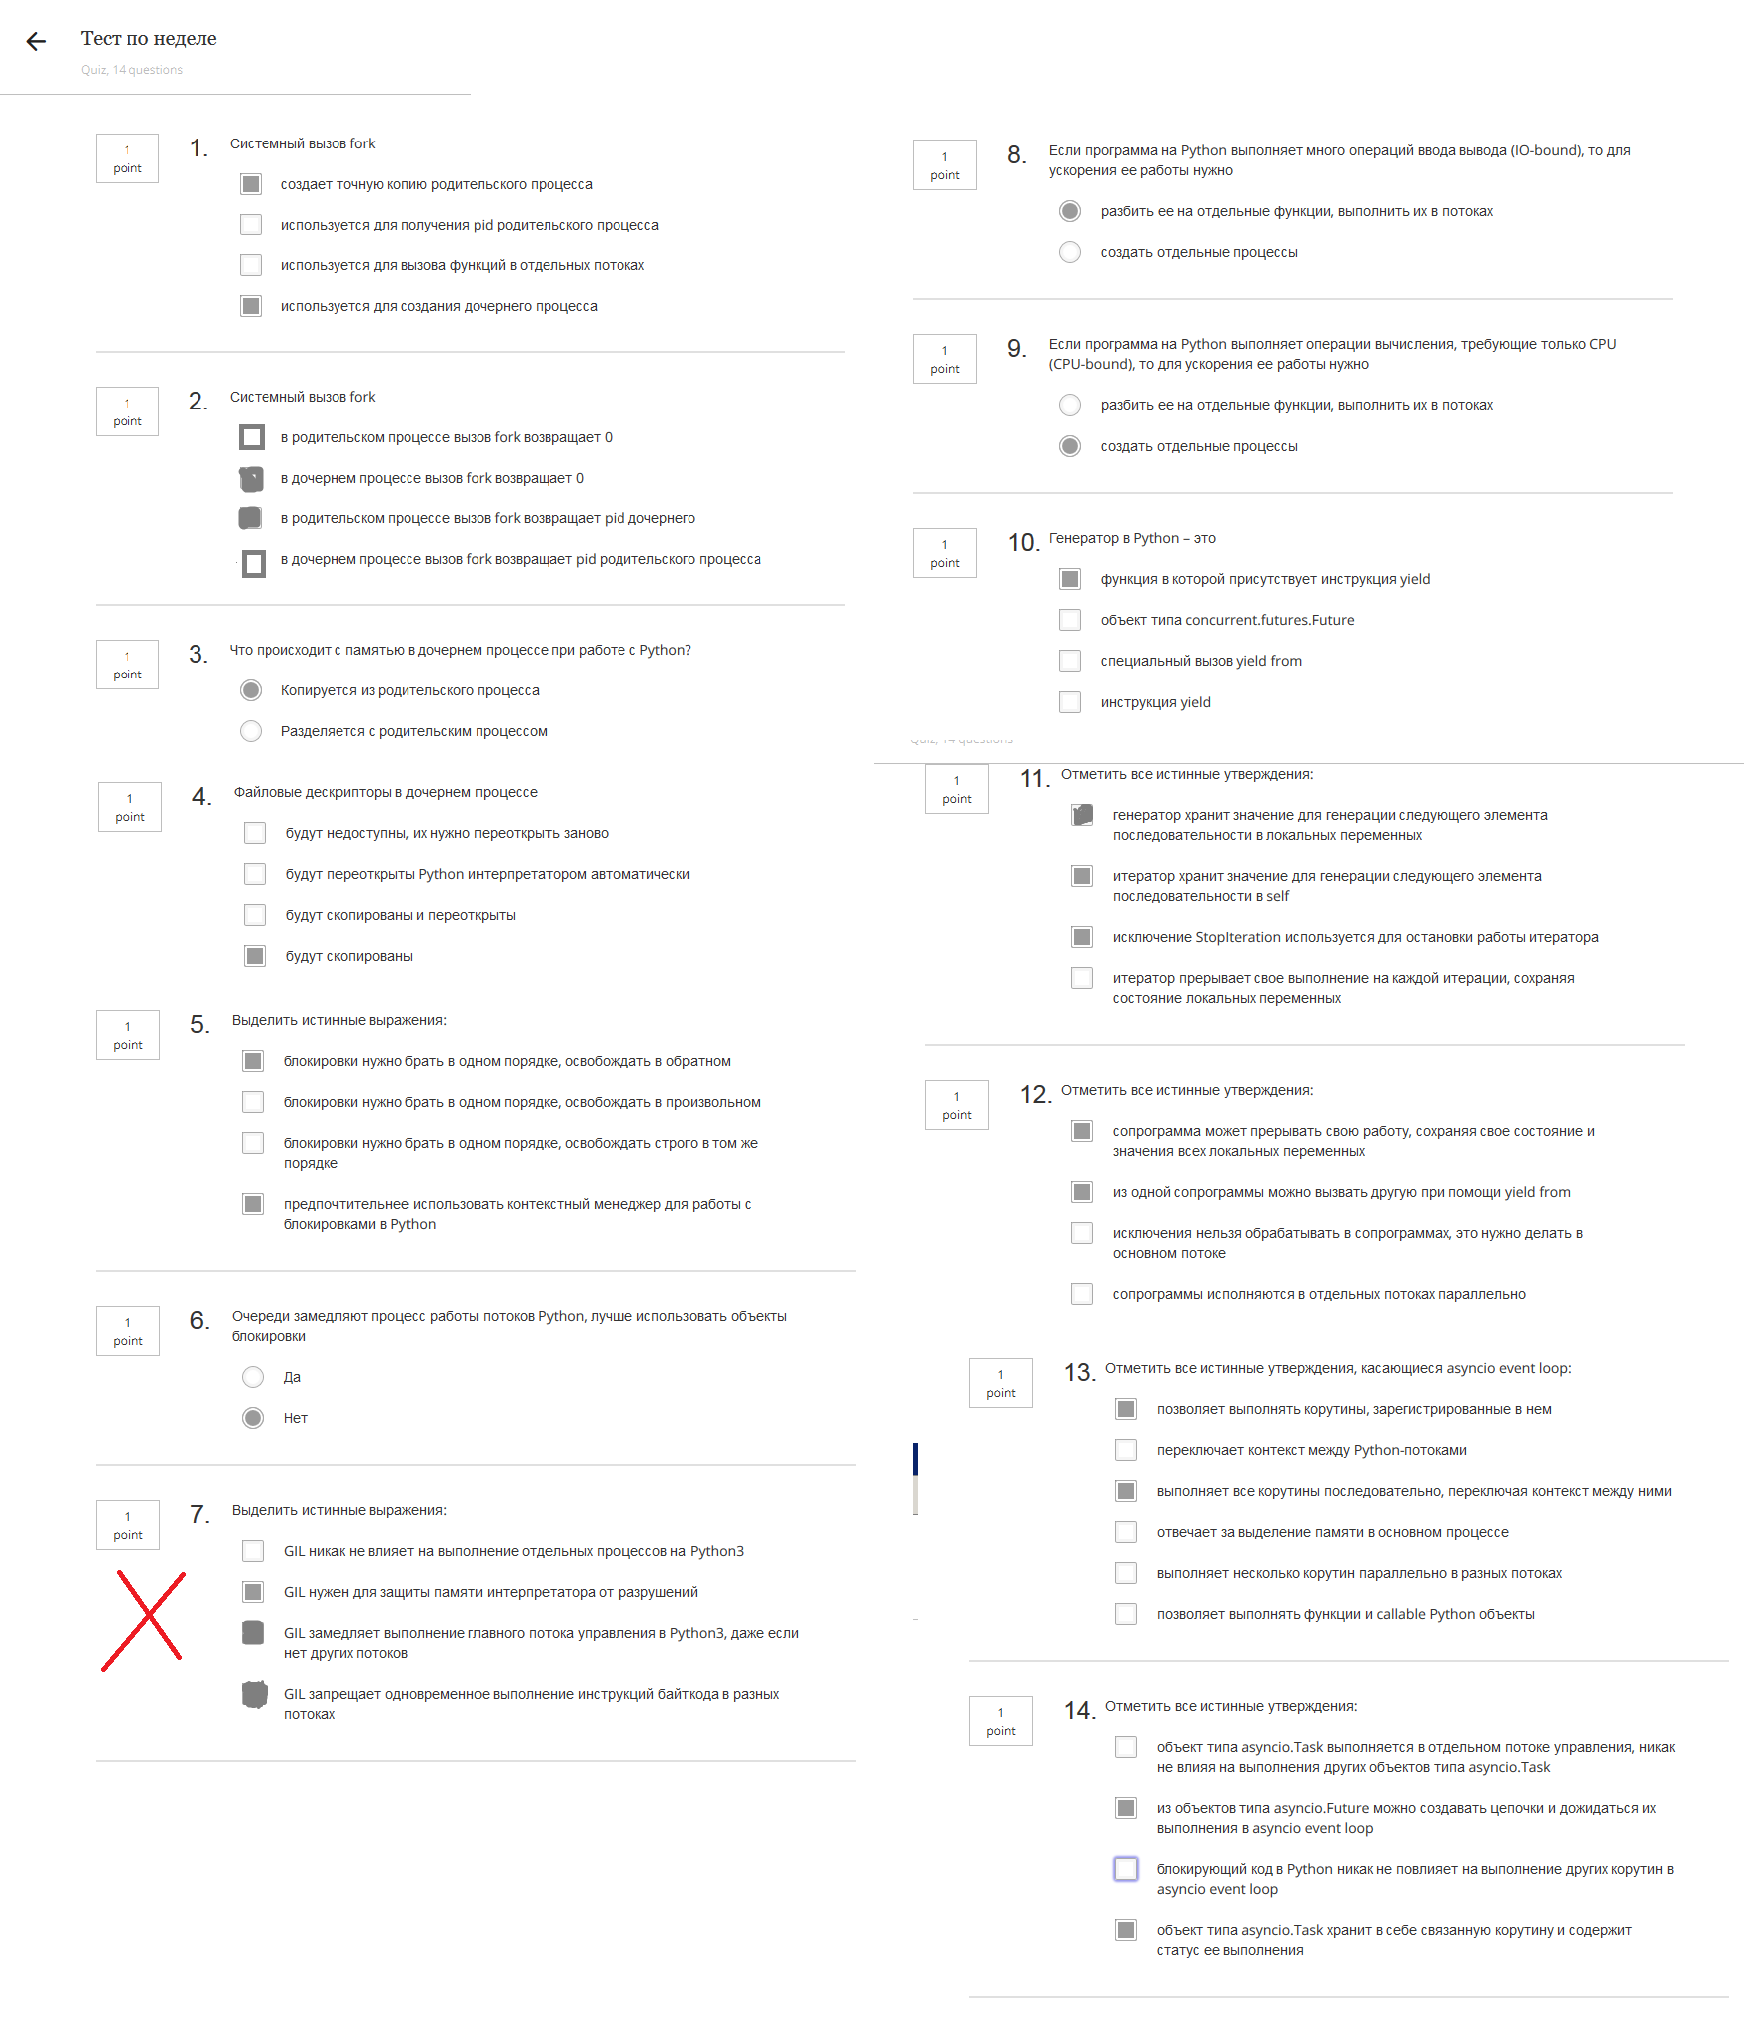 Тест по неделе
Quiz, 14 questions
1
point
1.
Системный вызов fork
создает точную копию родительского процесса
используется для получения pid родительского процесса
используется для вызова функций в отдельных потоках
используется для создания дочернего процесса
1
point
2.
Системный вызов fork
в родительском процессе вызов fork возвращает 0
в дочернем процессе вызов fork возвращает 0
в родительском процессе вызов fork возвращает pid дочернего
в дочернем процессе вызов fork возвращает pid родительского процесса
1
point
3.
Что происходит с памятью в дочернем процессе при работе с Python?
Копируется из родительского процесса
Разделяется с родительским процессом
1
point
4.
Файловые дескрипторы в дочернем процессе
будут недоступны, их нужно переоткрыть заново
будут переоткрыты Python интерпретатором автоматически
будут скопированы и переоткрыты
будут скопированы
1
point
5.
Выделить истинные выражения:
блокировки нужно брать в одном порядке, освобождать в обратном
блокировки нужно брать в одном порядке, освобождать в произвольном
блокировки нужно брать в одном порядке, освобождать строго в том же
порядке
предпочтительнее использовать контекстный менеджер для работы с
блокировками в Python
1
point
6.
Очереди замедляют процесс работы потоков Python, лучше использовать объекты
блокировки
Да
Нет
1
point
7.
Выделить истинные выражения:
GIL никак не влияет на выполнение отдельных процессов на Python3
GIL нужен для защиты памяти интерпретатора от разрушений
GIL замедляет выполнение главного потока управления в Python3, даже если
нет других потоков
GIL запрещает одновременное выполнение инструкций байткода в разных
потоках
1
point
8.
Если программа на Python выполняет много операций ввода вывода (IO-bound), то для
ускорения ее работы нужно
разбить ее на отдельные функции, выполнить их в потоках
создать отдельные процессы
1
point
9.
Если программа на Python выполняет операции вычисления, требующие только CPU
(CPU-bound), то для ускорения ее работы нужно
разбить ее на отдельные функции, выполнить их в потоках
создать отдельные процессы
1
point
10.
Генератор в Python – это
функция в которой присутствует инструкция yield
объект типа concurrent.futures.Future
специальный вызов yield from
инструкция yield
Quiz, 14 questions
1
point
11.
Отметить все истинные утверждения:
генератор хранит значение для генерации следующего элемента
последовательности в локальных переменных
итератор хранит значение для генерации следующего элемента
последовательности в self
исключение StopIteration используется для остановки работы итератора
итератор прерывает свое выполнение на каждой итерации, сохраняя
состояние локальных переменных
1
point
12.
Отметить все истинные утверждения:
сопрограмма может прерывать свою работу, сохраняя свое состояние и
значения всех локальных переменных
из одной сопрограммы можно вызвать другую при помощи yield from
исключения нельзя обрабатывать в сопрограммах, это нужно делать в
основном потоке
сопрограммы исполняются в отдельных потоках параллельно
1
point
13.
Отметить все истинные утверждения, касающиеся asyncio event loop:
позволяет выполнять корутины, зарегистрированные в нем
переключает контекст между Python-потоками
выполняет все корутины последовательно, переключая контекст между ними
отвечает за выделение памяти в основном процессе
выполняет несколько корутин параллельно в разных потоках
позволяет выполнять функции и callable Python объекты
1
point
14.
Отметить все истинные утверждения:
объект типа asyncio.Task выполняется в отдельном потоке управления, никак
не влияя на выполнения других объектов типа asyncio.Task
из объектов типа asyncio.Future можно создавать цепочки и дожидаться их
выполнения в asyncio event loop
блокирующий код в Python никак не повлияет на выполнение других корутин в
asyncio event loop
объект типа asyncio.Task хранит в себе связанную корутину и содержит
статус ее выполнения